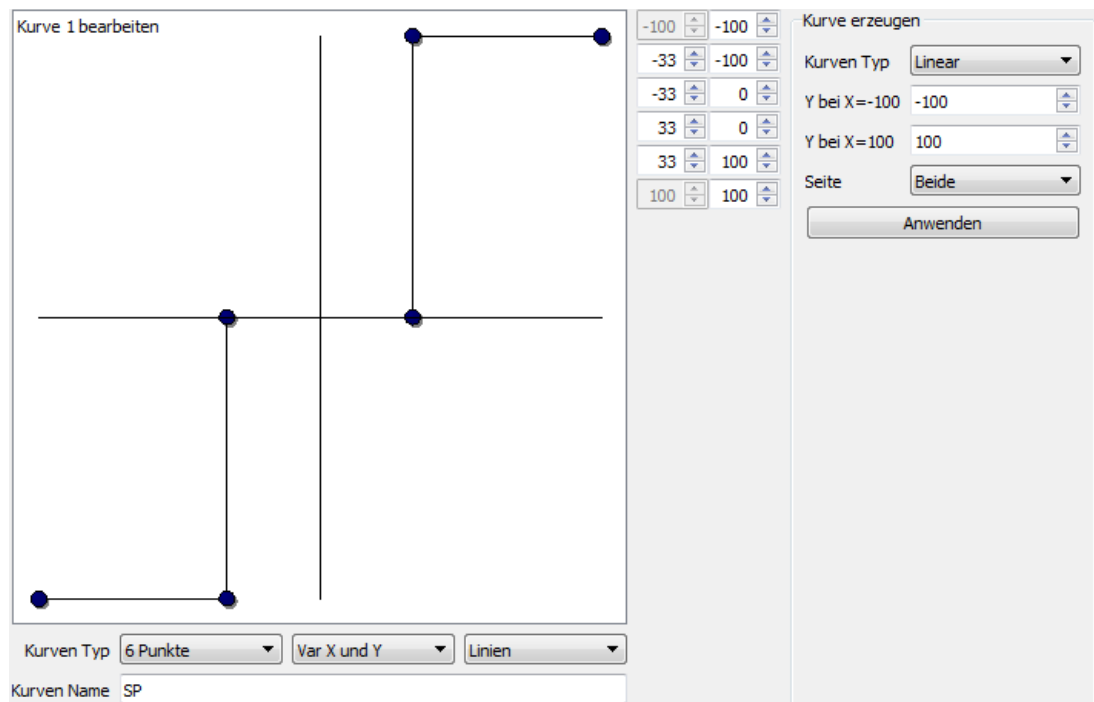 Kurve 1 bearbeiten
-100 -100
-33 -100
-33 0
33 0
33 100
100 100
Kurve erzeugen
Kurven Typ Linear
Y bei X=-100 -100
Y bei X=100 100
Seite Beide
Anwenden
Kurven Typ 6 Punkte Var X und Y Linien
Kurven Name SP